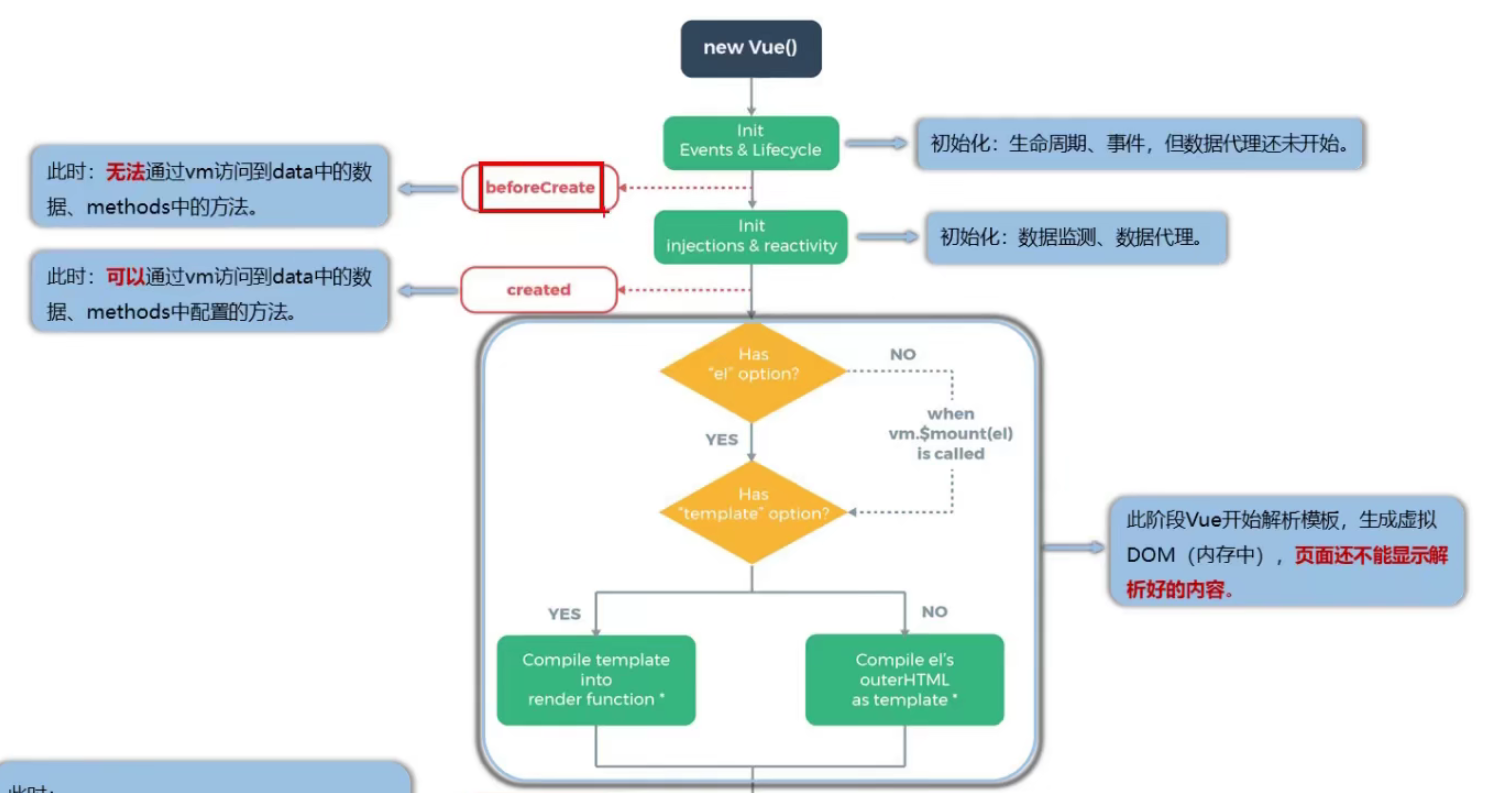 new Vue()
Init
Events & Lifecycle
初始化：生命周期、事件，但数据代理还未开始。
此时：无法通过vm访问到data中的数
据、methods中的方法。
beforeCreate
Init
injections & reactivity
初始化：数据监测、数据代理。
此时：可以通过vm访问到data中的数
据、methods中配置的方法。
created
Has
“el” option?
NO
when
vm.$mount(el)
is called
YES
Has
“template” option?
此阶段Vue开始解析模板，生成虚拟
DOM（内存中），页面还不能显示解
析好的内容。
YES
NO
Compile template
into
render function *
Compile el’s
outerHTML
as template *
此时：